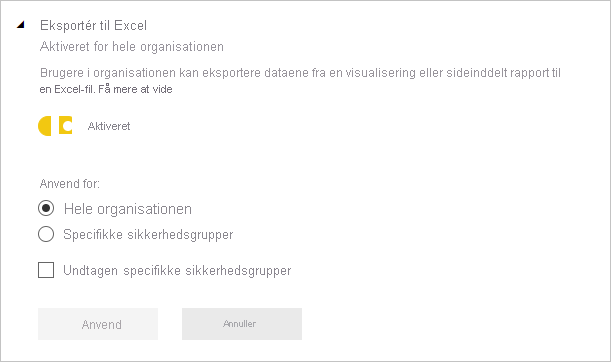 Eksportér til Excel
Aktiveret for hele organisationen
Brugere i organisationen kan eksportere dataene fra en visualisering eller sideinddelt rapport til
en Excel-fil. Få mere at vide
Aktiveret
Anvend for:
Hele organisationen
Specifikke sikkerhedsgrupper
Undtagen specifikke sikkerhedsgrupper
Anvend
Annuller